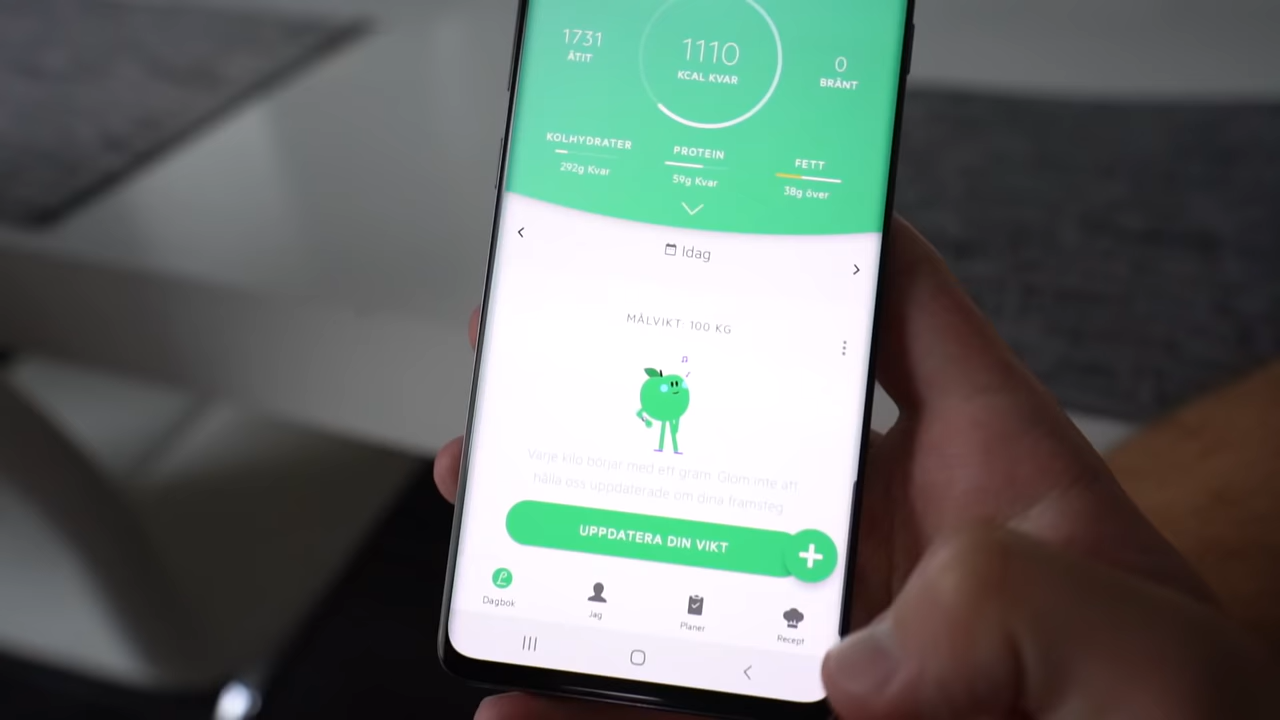 1731
ÄTIT
1110
KCAL KVAR
0
BRÄNT
KOLHYDRATER
292g Kvar
PROTEIN
59g Kvar
FETT
38g över
Idag
MÅLVIKT: 100 KG
Varje kilo börjar med ett gram. Glöm inte att
hålla oss uppdaterade om dina framsteg
UPPDATERA DIN VIKT
Dagbok
Jag
Planer
Recept